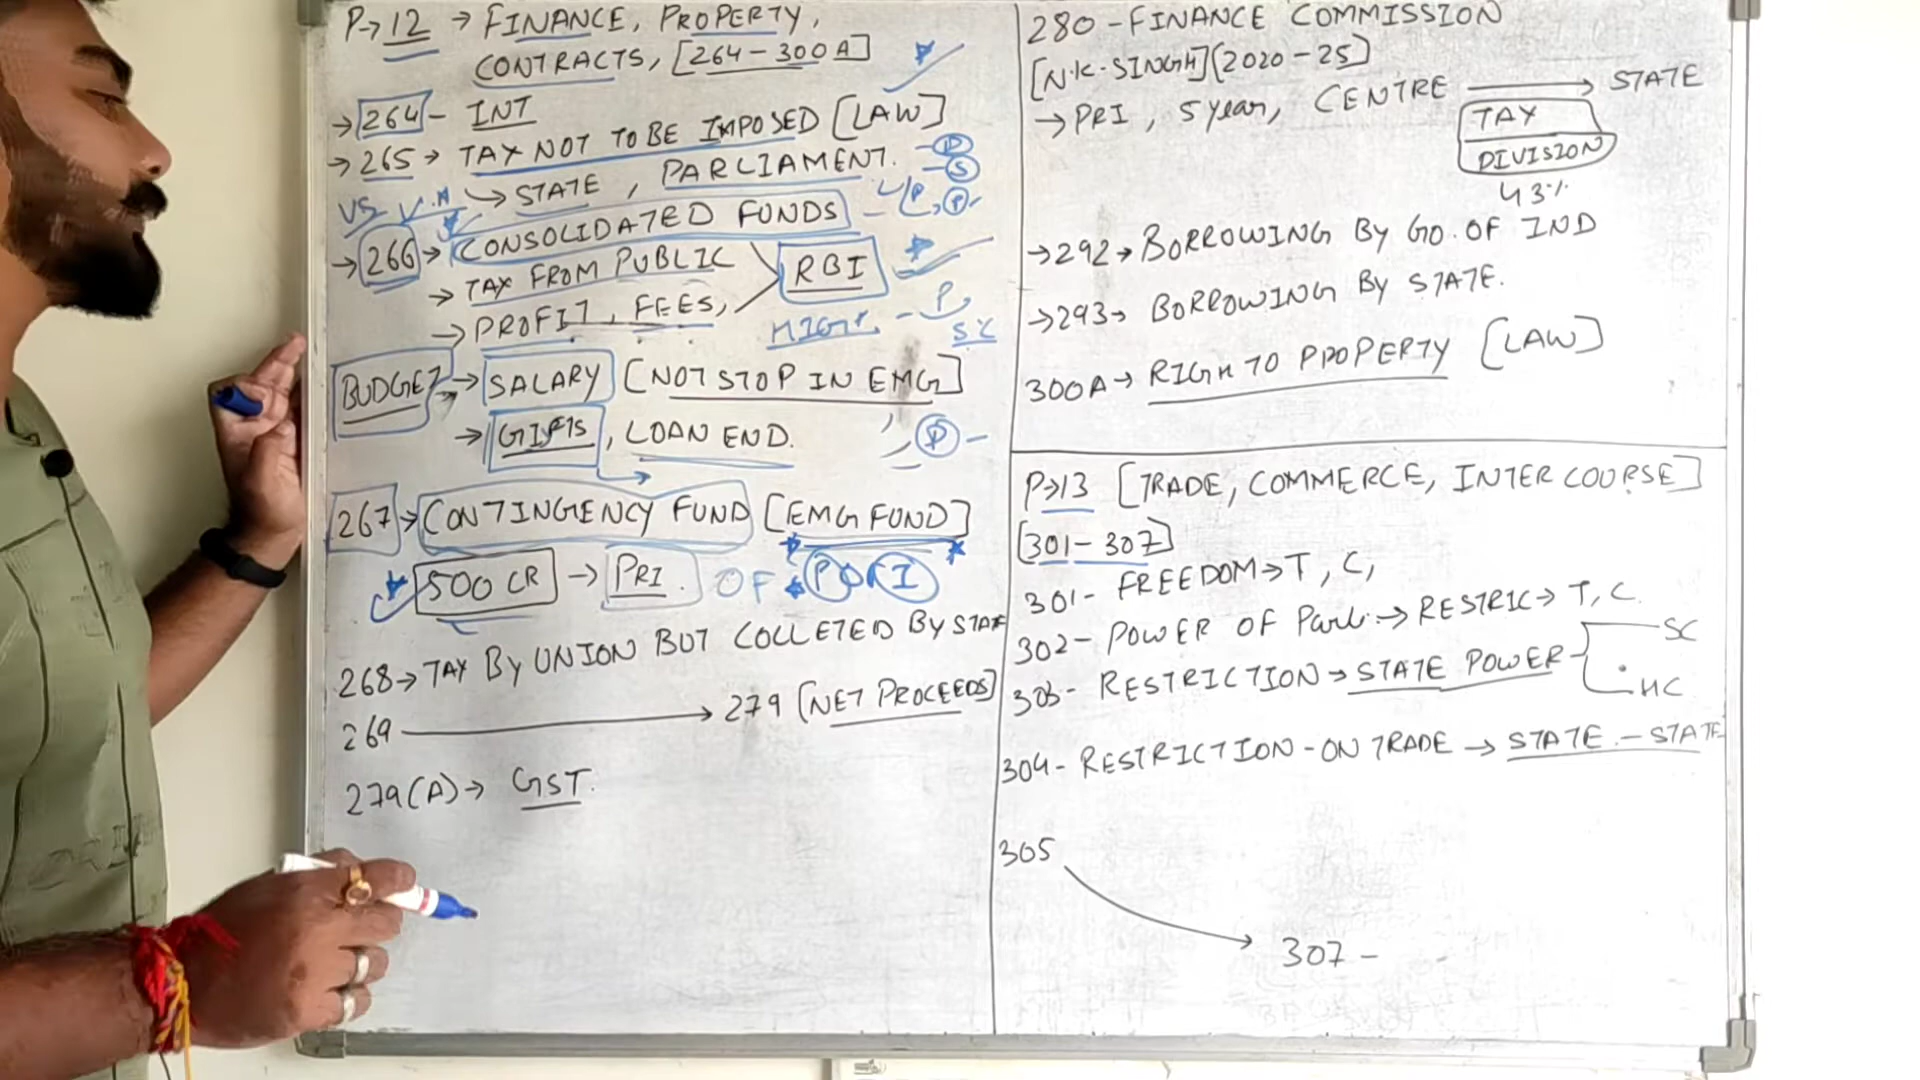 P→12 → FINANCE, PROPERTY,
CONTRACTS, [264-300A]
→264 - INT
→265→ TAX NOT TO BE IMPOSED [LAW]
→ STATE, PARLIAMENT. -P
-S
VS V.A
→266→ CONSOLIDATED FUNDS - L/P, P-
→ TAX FROM PUBLIC
→ PROFIT, FEES,
RBI
HIGH - P
SC
BUDGET → SALARY [NOT STOP IN EMG]
→ GIFTS, LOAN END. P-
267→ CONTINGENCY FUND [EMG FUND]
500 CR → PRI. OF
268→ TAX BY UNION BUT COLLETED BY STATE
269 → 279 [NET PROCEEDS]
279(A)→ GST.
280-FINANCE COMMISSION
[N.K.SINGH](2020-25)
→PRI, 5 year, CENTRE → STATE
TAX
DIVISION
43%
→292→ BORROWING BY GO. OF IND
→293→ BORROWING BY STATE.
300A→ RIGH TO PROPERTY [LAW]
P→13 [TRADE, COMMERCE, INTER COURSE]
[301-307]
301- FREEDOM→T, C,
302- POWER OF Parl.→RESTRIC→T, C.
303- RESTRICTION→STATE POWER
SC
HC
304- RESTRICTION-ON TRADE → STATE.-STATE
305
307 -